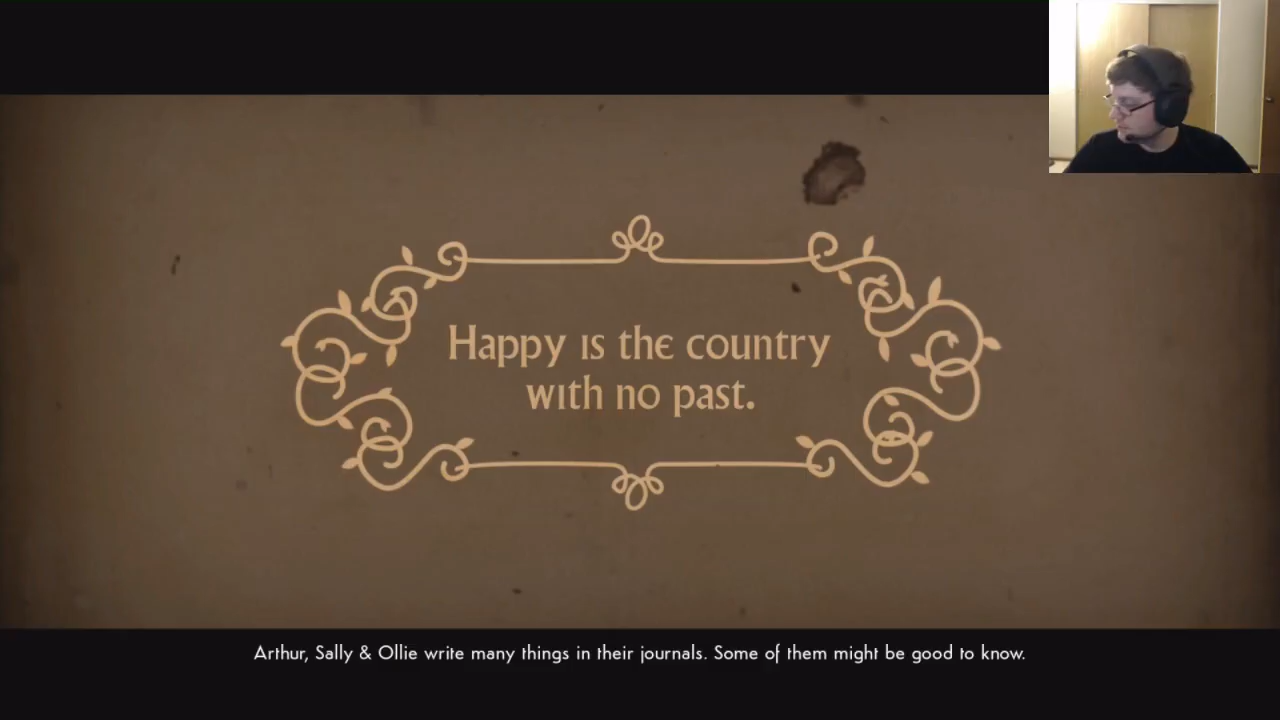 Happy is the country
with no past.
Arthur, Sally & Ollie write many things in their journals. Some of them might be good to know.